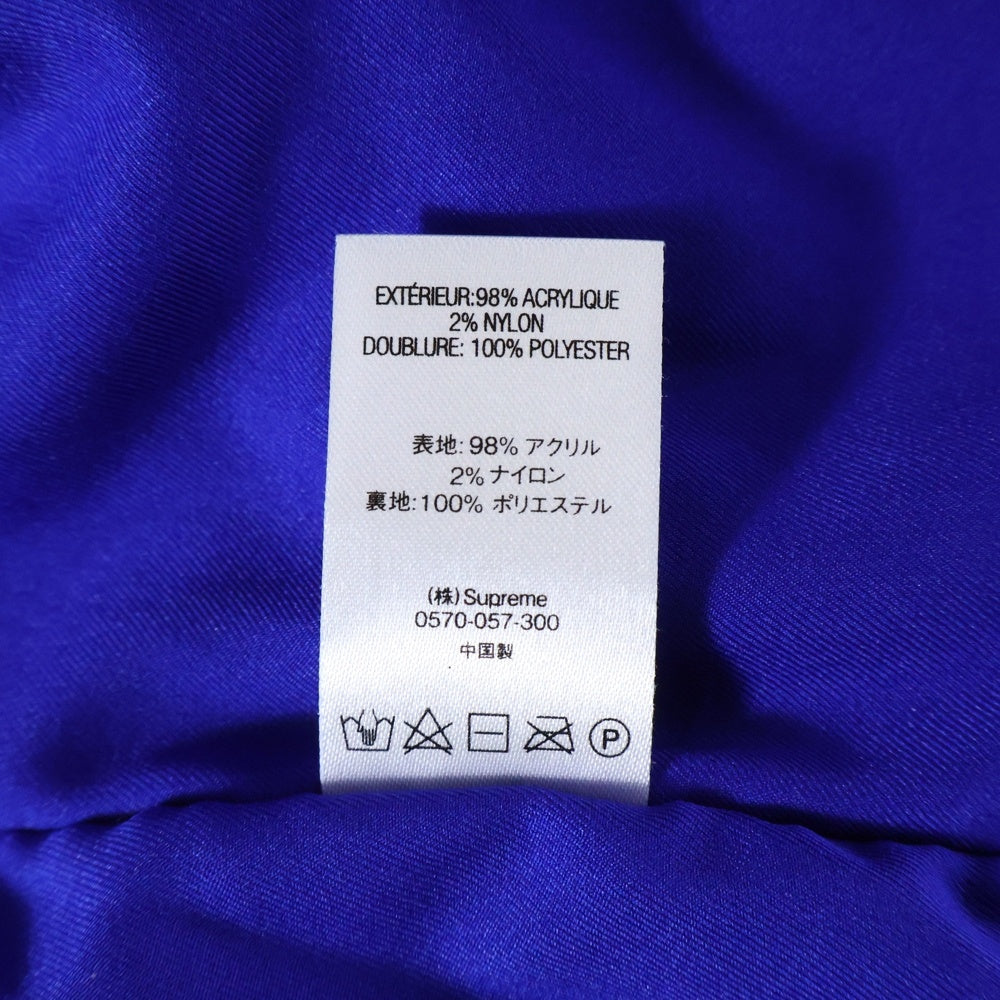 EXTÉRIEUR:98% ACRYLIQUE
2% NYLON
DOUBLURE: 100% POLYESTER
表地: 98% アクリル
2% ナイロン
裏地:100% ポリエステル
(株)Supreme
0570-057-300
中国製
P